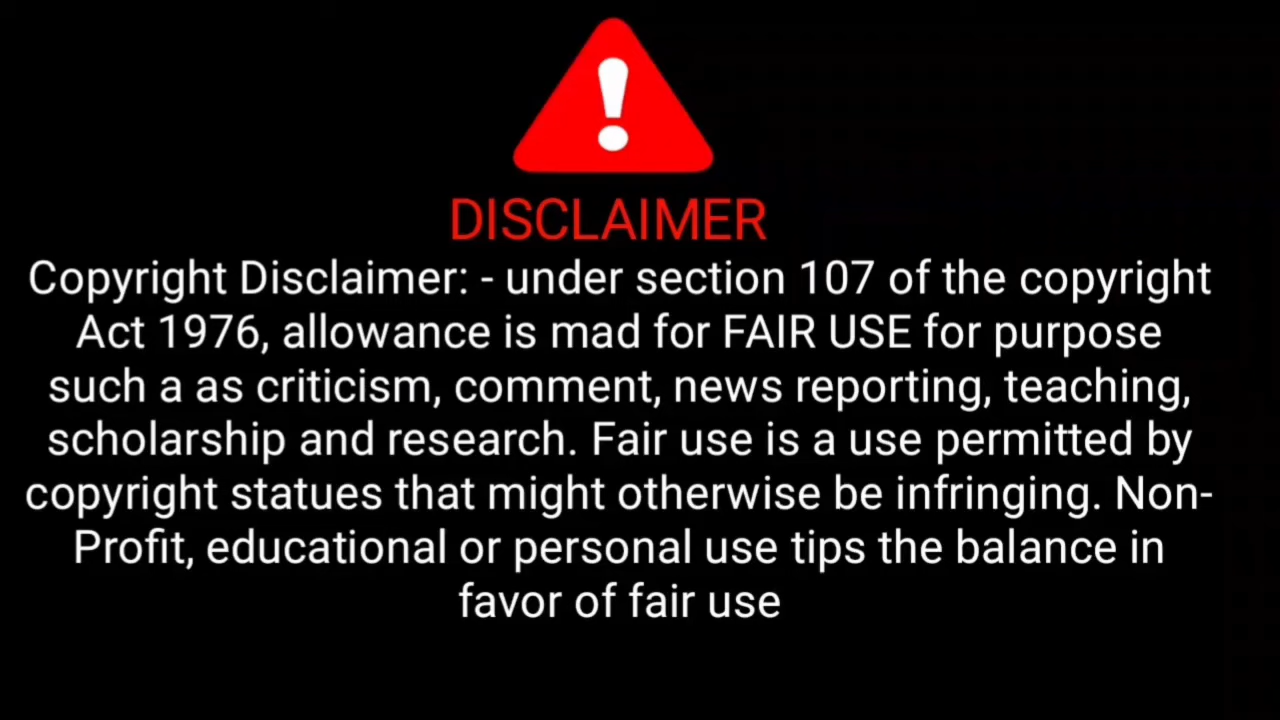 DISCLAIMER
Copyright Disclaimer: - under section 107 of the copyright
Act 1976, allowance is mad for FAIR USE for purpose
such a as criticism, comment, news reporting, teaching,
scholarship and research. Fair use is a use permitted by
copyright statues that might otherwise be infringing. Non-
Profit, educational or personal use tips the balance in
favor of fair use